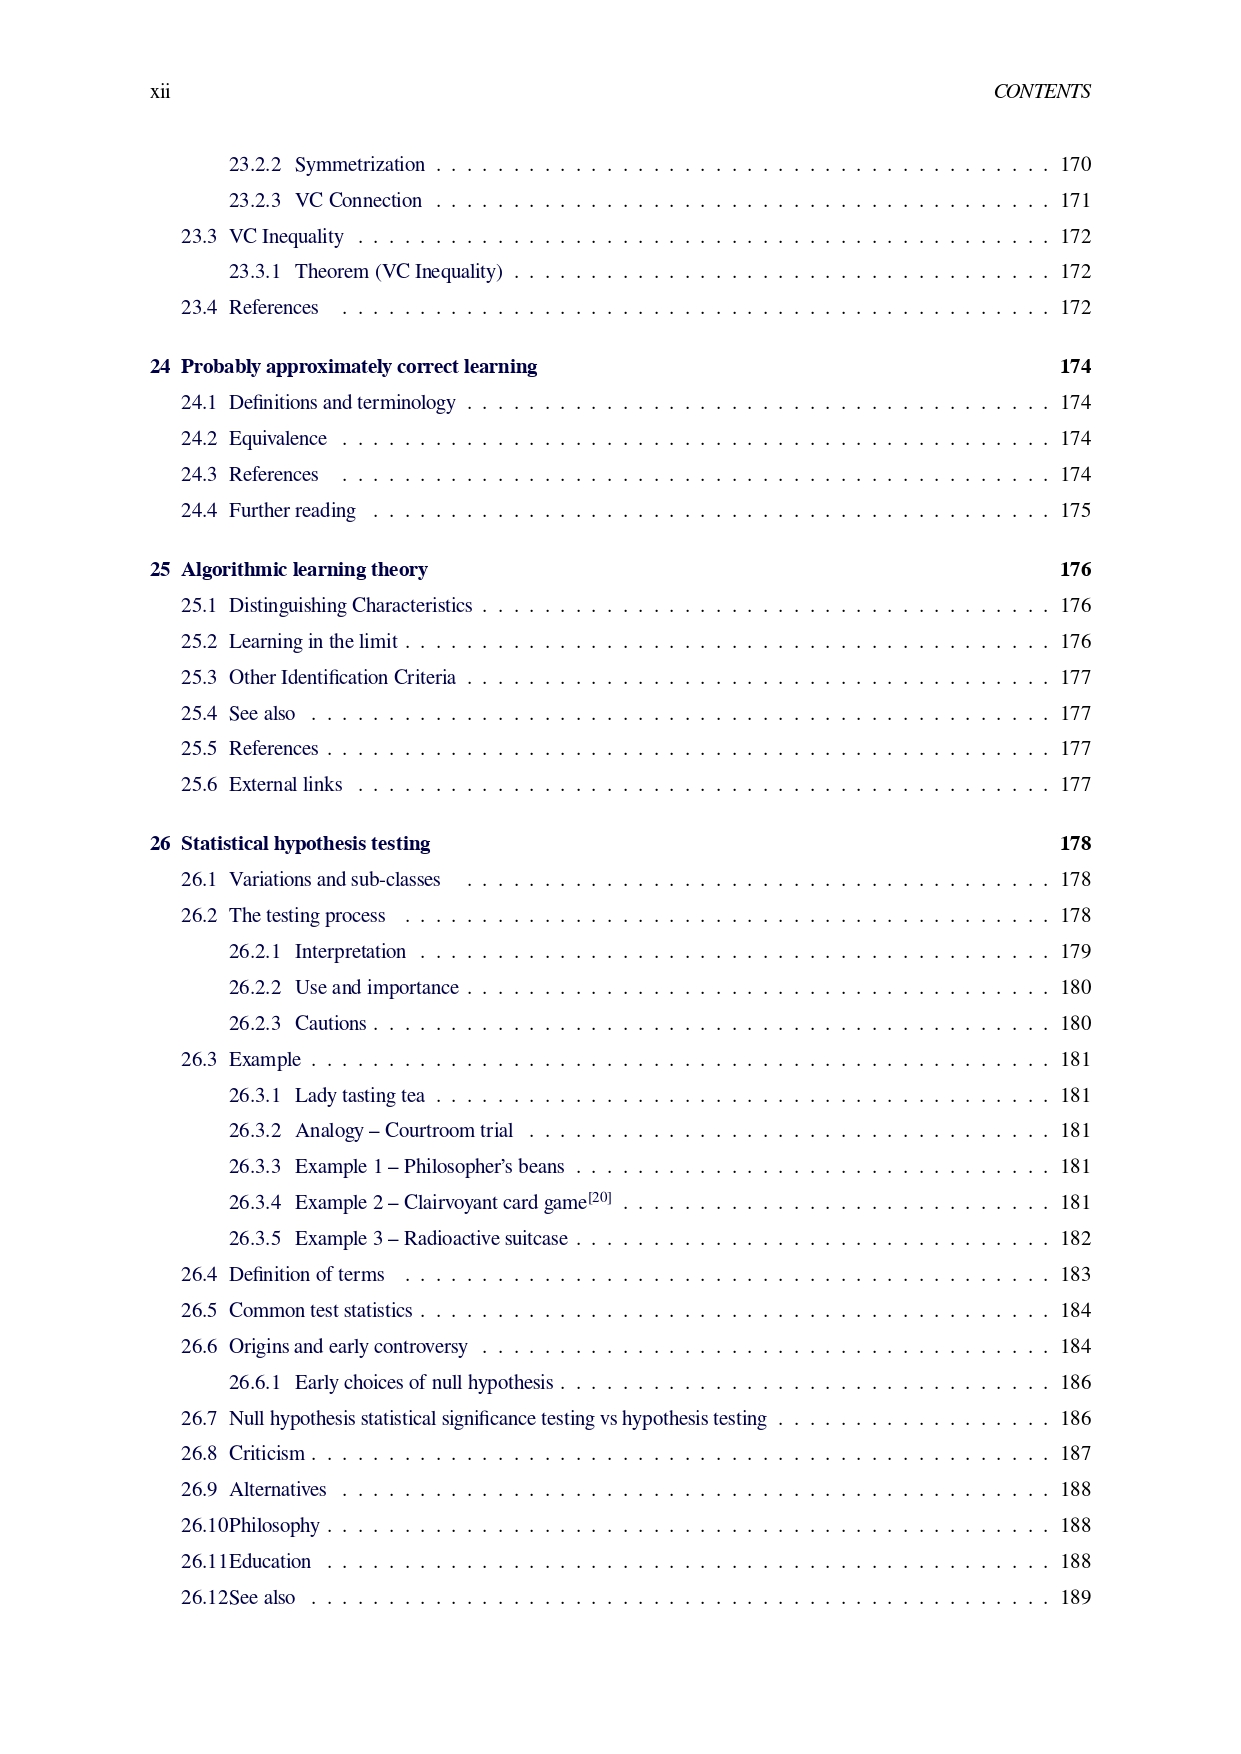 xii CONTENTS
23.2.2 Symmetrization . . . . . . . . . . . . . . . . . . . . . . . . . . . . . . . . . . . . . . . . 170
23.2.3 VC Connection . . . . . . . . . . . . . . . . . . . . . . . . . . . . . . . . . . . . . . . . 171
23.3 VC Inequality . . . . . . . . . . . . . . . . . . . . . . . . . . . . . . . . . . . . . . . . . . . . . 172
23.3.1 Theorem (VC Inequality) . . . . . . . . . . . . . . . . . . . . . . . . . . . . . . . . . . . 172
23.4 References . . . . . . . . . . . . . . . . . . . . . . . . . . . . . . . . . . . . . . . . . . . . . . 172
24 Probably approximately correct learning 174
24.1 Definitions and terminology . . . . . . . . . . . . . . . . . . . . . . . . . . . . . . . . . . . . . . 174
24.2 Equivalence . . . . . . . . . . . . . . . . . . . . . . . . . . . . . . . . . . . . . . . . . . . . . . 174
24.3 References . . . . . . . . . . . . . . . . . . . . . . . . . . . . . . . . . . . . . . . . . . . . . . 174
24.4 Further reading . . . . . . . . . . . . . . . . . . . . . . . . . . . . . . . . . . . . . . . . . . . . 175
25 Algorithmic learning theory 176
25.1 Distinguishing Characteristics . . . . . . . . . . . . . . . . . . . . . . . . . . . . . . . . . . . . . 176
25.2 Learning in the limit . . . . . . . . . . . . . . . . . . . . . . . . . . . . . . . . . . . . . . . . . . 176
25.3 Other Identification Criteria . . . . . . . . . . . . . . . . . . . . . . . . . . . . . . . . . . . . . . 177
25.4 See also . . . . . . . . . . . . . . . . . . . . . . . . . . . . . . . . . . . . . . . . . . . . . . . . 177
25.5 References . . . . . . . . . . . . . . . . . . . . . . . . . . . . . . . . . . . . . . . . . . . . . . . 177
25.6 External links . . . . . . . . . . . . . . . . . . . . . . . . . . . . . . . . . . . . . . . . . . . . . 177
26 Statistical hypothesis testing 178
26.1 Variations and sub-classes . . . . . . . . . . . . . . . . . . . . . . . . . . . . . . . . . . . . . . 178
26.2 The testing process . . . . . . . . . . . . . . . . . . . . . . . . . . . . . . . . . . . . . . . . . . 178
26.2.1 Interpretation . . . . . . . . . . . . . . . . . . . . . . . . . . . . . . . . . . . . . . . . . 179
26.2.2 Use and importance . . . . . . . . . . . . . . . . . . . . . . . . . . . . . . . . . . . . . . 180
26.2.3 Cautions . . . . . . . . . . . . . . . . . . . . . . . . . . . . . . . . . . . . . . . . . . . . 180
26.3 Example . . . . . . . . . . . . . . . . . . . . . . . . . . . . . . . . . . . . . . . . . . . . . . . . 181
26.3.1 Lady tasting tea . . . . . . . . . . . . . . . . . . . . . . . . . . . . . . . . . . . . . . . . 181
26.3.2 Analogy – Courtroom trial . . . . . . . . . . . . . . . . . . . . . . . . . . . . . . . . . . 181
26.3.3 Example 1 – Philosopher’s beans . . . . . . . . . . . . . . . . . . . . . . . . . . . . . . . 181
26.3.4 Example 2 – Clairvoyant card game[20] . . . . . . . . . . . . . . . . . . . . . . . . . . . . 181
26.3.5 Example 3 – Radioactive suitcase . . . . . . . . . . . . . . . . . . . . . . . . . . . . . . . 182
26.4 Definition of terms . . . . . . . . . . . . . . . . . . . . . . . . . . . . . . . . . . . . . . . . . . 183
26.5 Common test statistics . . . . . . . . . . . . . . . . . . . . . . . . . . . . . . . . . . . . . . . . . 184
26.6 Origins and early controversy . . . . . . . . . . . . . . . . . . . . . . . . . . . . . . . . . . . . . 184
26.6.1 Early choices of null hypothesis . . . . . . . . . . . . . . . . . . . . . . . . . . . . . . . . 186
26.7 Null hypothesis statistical significance testing vs hypothesis testing . . . . . . . . . . . . . . . . . . 186
26.8 Criticism . . . . . . . . . . . . . . . . . . . . . . . . . . . . . . . . . . . . . . . . . . . . . . . . 187
26.9 Alternatives . . . . . . . . . . . . . . . . . . . . . . . . . . . . . . . . . . . . . . . . . . . . . . 188
26.10Philosophy . . . . . . . . . . . . . . . . . . . . . . . . . . . . . . . . . . . . . . . . . . . . . . . 188
26.11Education . . . . . . . . . . . . . . . . . . . . . . . . . . . . . . . . . . . . . . . . . . . . . . . 188
26.12See also . . . . . . . . . . . . . . . . . . . . . . . . . . . . . . . . . . . . . . . . . . . . . . . . 189